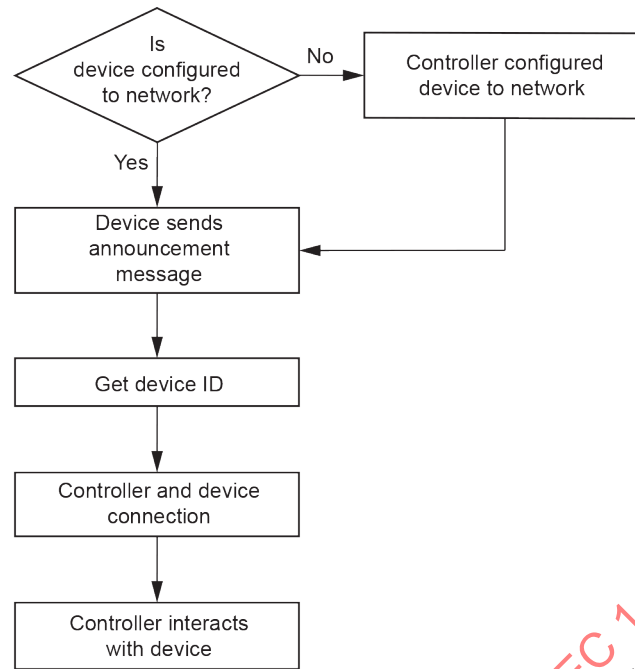 Is
device configured
to network?
No
Controller configured
device to network
Yes
Device sends
announcement
message
Get device ID
Controller and device
connection
Controller interacts
with device